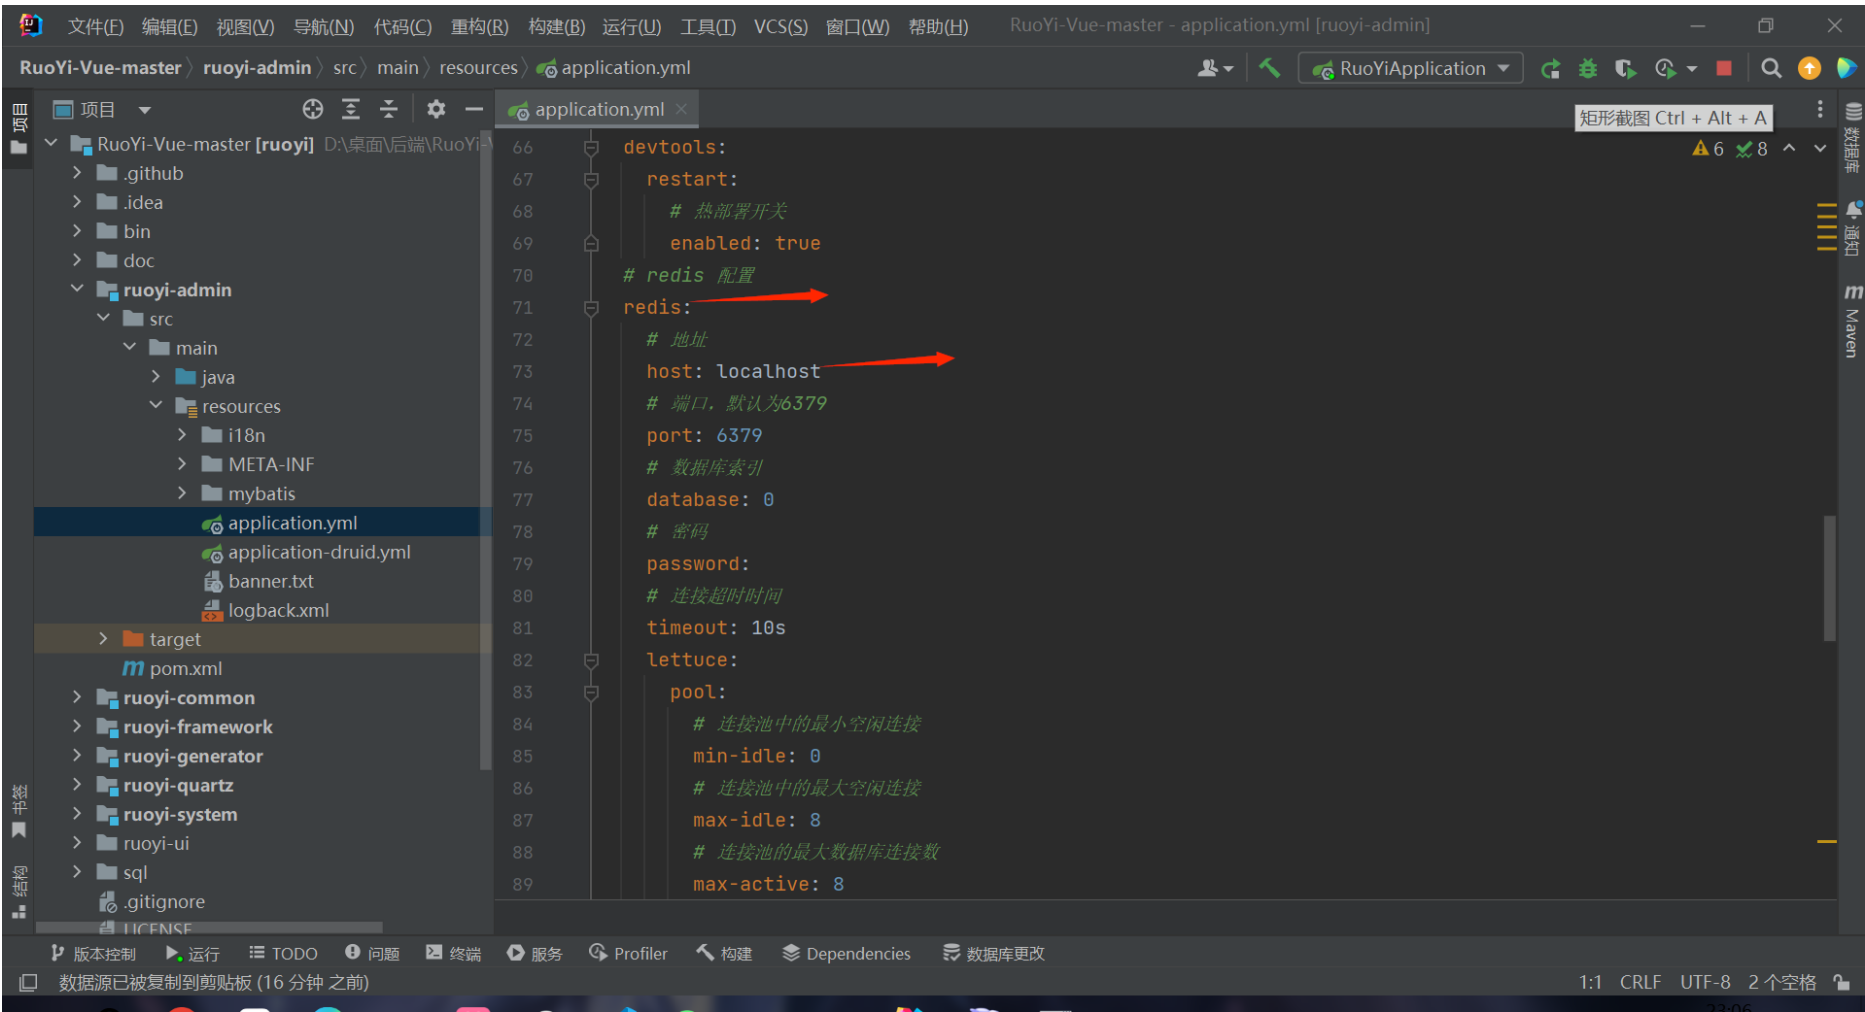 文件(F) 编辑(E) 视图(V) 导航(N) 代码(C) 重构(R) 构建(B) 运行(U) 工具(T) VCS(S) 窗口(W) 帮助(H) RuoYi-Vue-master - application.yml [ruoyi-admin]
RuoYi-Vue-master 〉 ruoyi-admin 〉 src 〉 main 〉 resources 〉 application.yml
RuoYiApplication
项目
application.yml
矩形截图 Ctrl + Alt + A
6 8
项目
RuoYi-Vue-master [ruoyi] D:\桌面\后端\RuoYi-
.github
.idea
bin
doc
ruoyi-admin
src
main
java
resources
i18n
META-INF
mybatis
application.yml
application-druid.yml
banner.txt
logback.xml
target
m pom.xml
ruoyi-common
ruoyi-framework
ruoyi-generator
ruoyi-quartz
ruoyi-system
ruoyi-ui
sql
.gitignore
LICENSE
书签
结构
66 devtools:
67 restart:
68 # 热部署开关
69 enabled: true
70 # redis 配置
71 redis:
72 # 地址
73 host: localhost
74 # 端口，默认为6379
75 port: 6379
76 # 数据库索引
77 database: 0
78 # 密码
79 password:
80 # 连接超时时间
81 timeout: 10s
82 lettuce:
83 pool:
84 # 连接池中的最小空闲连接
85 min-idle: 0
86 # 连接池中的最大空闲连接
87 max-idle: 8
88 # 连接池的最大数据库连接数
89 max-active: 8
数据库
通知
m Maven
版本控制 运行 TODO 问题 终端 服务 Profiler 构建 Dependencies 数据库更改
数据源已被复制到剪贴板 (16 分钟 之前) 1:1 CRLF UTF-8 2 个空格